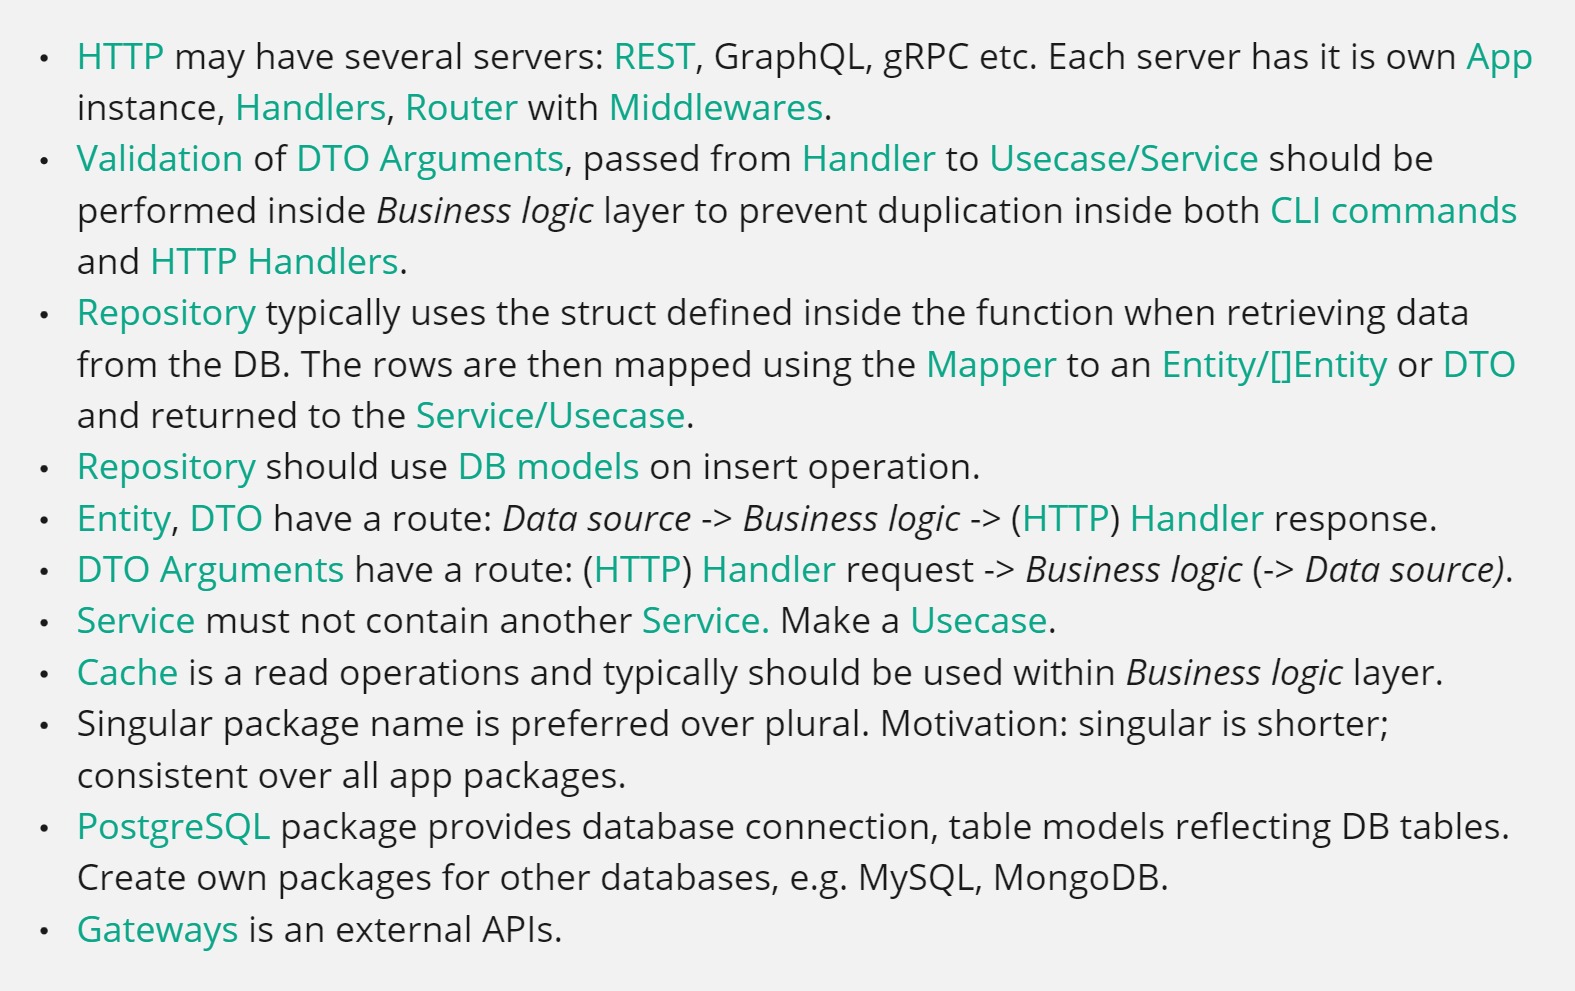 • HTTP may have several servers: REST, GraphQL, gRPC etc. Each server has it is own App
instance, Handlers, Router with Middlewares.
• Validation of DTO Arguments, passed from Handler to Usecase/Service should be
performed inside Business logic layer to prevent duplication inside both CLI commands
and HTTP Handlers.
• Repository typically uses the struct defined inside the function when retrieving data
from the DB. The rows are then mapped using the Mapper to an Entity/[]Entity or DTO
and returned to the Service/Usecase.
• Repository should use DB models on insert operation.
• Entity, DTO have a route: Data source -> Business logic -> (HTTP) Handler response.
• DTO Arguments have a route: (HTTP) Handler request -> Business logic (-> Data source).
• Service must not contain another Service. Make a Usecase.
• Cache is a read operations and typically should be used within Business logic layer.
• Singular package name is preferred over plural. Motivation: singular is shorter;
consistent over all app packages.
• PostgreSQL package provides database connection, table models reflecting DB tables.
Create own packages for other databases, e.g. MySQL, MongoDB.
• Gateways is an external APIs.